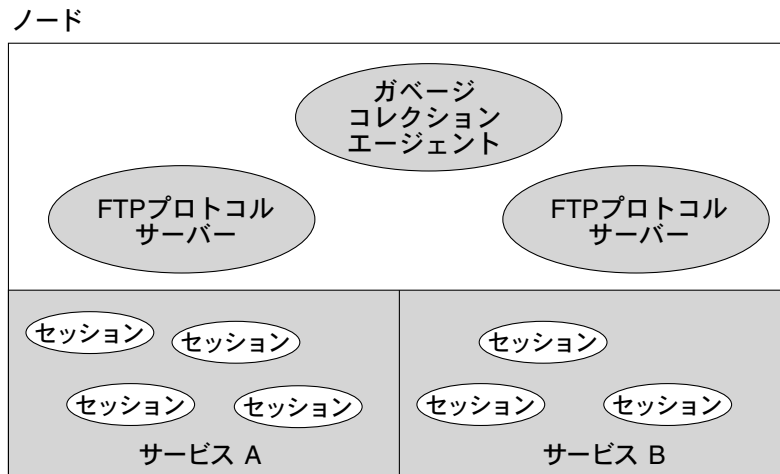 ノード
ガベージ
コレクション
エージェント
FTPプロトコル
サーバー
FTPプロトコル
サーバー
セッション
セッション
セッション
セッション
サービス A
セッション
セッション
セッション
サービス B